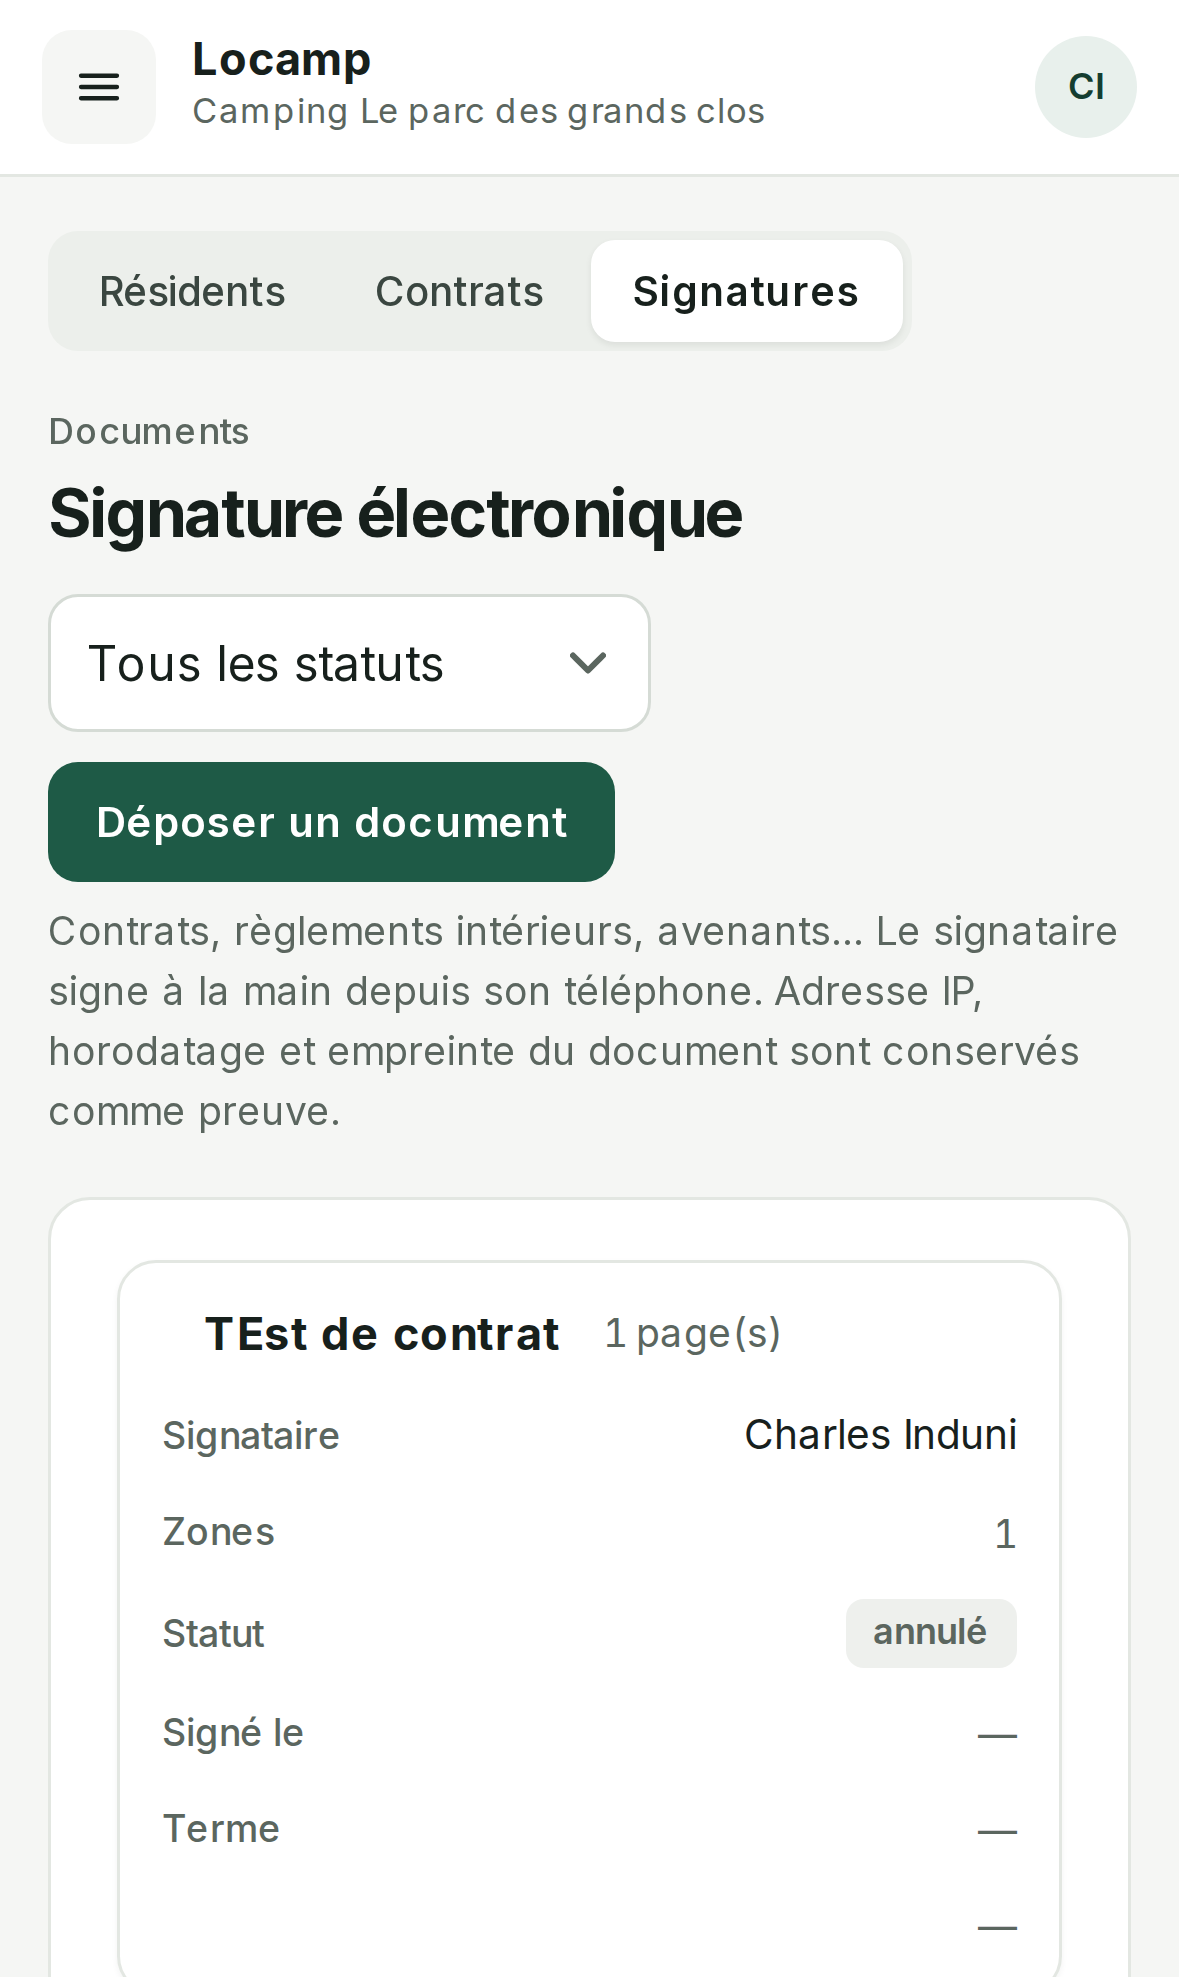 Locamp
Camping Le parc des grands clos
CI
Résidents
Contrats
Signatures
Documents
Signature électronique
Tous les statuts
Déposer un document
Contrats, règlements intérieurs, avenants… Le signataire
signe à la main depuis son téléphone. Adresse IP,
horodatage et empreinte du document sont conservés
comme preuve.
TEst de contrat 1 page(s)
Signataire Charles Induni
Zones 1
Statut annulé
Signé le —
Terme —
—